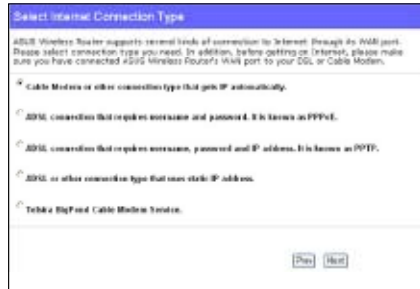 Select Internet Connection Type
ASUS Wireless Router supports several kinds of connection to Internet through its WAN port.
Please select connection type you need. In addition, before getting on Internet, please make
sure you have connected ASUS Wireless Router's WAN port to your DSL or Cable Modem.
Cable Modem or other connection type that gets IP automatically.
ADSL connection that requires username and password. It is known as PPPoE.
ADSL connection that requires username, password and IP address. It is known as PPTP.
ADSL or other connection type that uses static IP address.
Telstra BigPond Cable Modem Service.
Prev Next